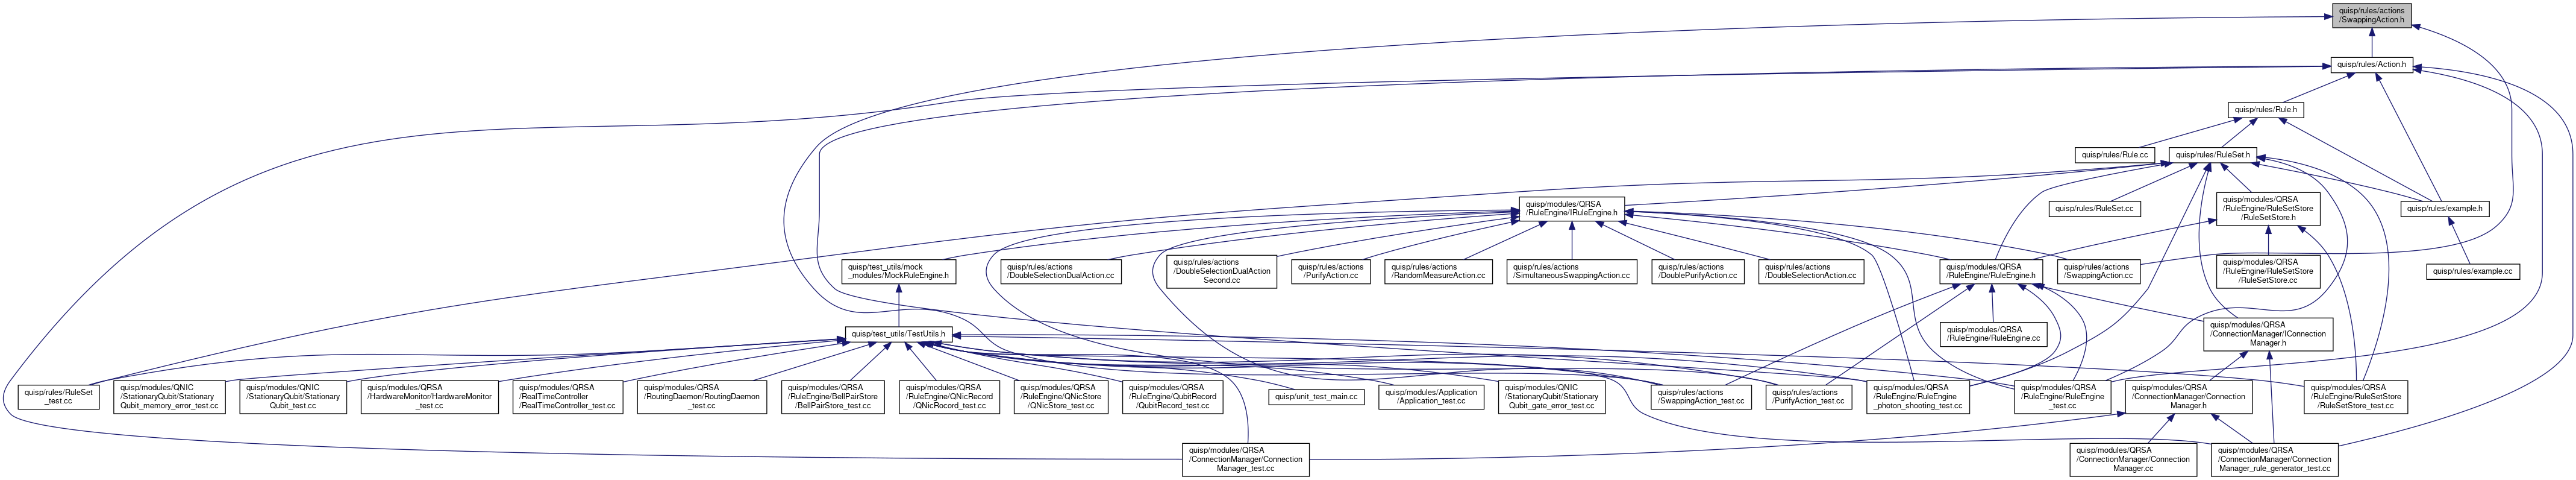 quisp/rules/actions
/SwappingAction.h
quisp/rules/Action.h
quisp/rules/Rule.h
quisp/rules/Rule.cc
quisp/rules/RuleSet.h
quisp/modules/QRSA
/RuleEngine/IRuleEngine.h
quisp/rules/RuleSet.cc
quisp/modules/QRSA
/RuleEngine/RuleSetStore
/RuleSetStore.h
quisp/rules/example.h
quisp/test_utils/mock
_modules/MockRuleEngine.h
quisp/rules/actions
/DoubleSelectionDualAction.cc
quisp/rules/actions
/DoubleSelectionDualAction
Second.cc
quisp/rules/actions
/PurifyAction.cc
quisp/rules/actions
/RandomMeasureAction.cc
quisp/rules/actions
/SimultaneousSwappingAction.cc
quisp/rules/actions
/DoublePurifyAction.cc
quisp/rules/actions
/DoubleSelectionAction.cc
quisp/modules/QRSA
/RuleEngine/RuleEngine.h
quisp/rules/actions
/SwappingAction.cc
quisp/modules/QRSA
/RuleEngine/RuleSetStore
/RuleSetStore.cc
quisp/rules/example.cc
quisp/test_utils/TestUtils.h
quisp/modules/QRSA
/RuleEngine/RuleEngine.cc
quisp/modules/QRSA
/ConnectionManager/IConnection
Manager.h
quisp/rules/RuleSet
_test.cc
quisp/modules/QNIC
/StationaryQubit/Stationary
Qubit_memory_error_test.cc
quisp/modules/QNIC
/StationaryQubit/Stationary
Qubit_test.cc
quisp/modules/QRSA
/HardwareMonitor/HardwareMonitor
_test.cc
quisp/modules/QRSA
/RealTimeController
/RealTimeController_test.cc
quisp/modules/QRSA
/RoutingDaemon/RoutingDaemon
_test.cc
quisp/modules/QRSA
/RuleEngine/BellPairStore
/BellPairStore_test.cc
quisp/modules/QRSA
/RuleEngine/QNicRecord
/QNicRocord_test.cc
quisp/modules/QRSA
/RuleEngine/QNicStore
/QNicStore_test.cc
quisp/modules/QRSA
/RuleEngine/QubitRecord
/QubitRecord_test.cc
quisp/unit_test_main.cc
quisp/modules/Application
/Application_test.cc
quisp/modules/QNIC
/StationaryQubit/Stationary
Qubit_gate_error_test.cc
quisp/rules/actions
/SwappingAction_test.cc
quisp/rules/actions
/PurifyAction_test.cc
quisp/modules/QRSA
/RuleEngine/RuleEngine
_photon_shooting_test.cc
quisp/modules/QRSA
/RuleEngine/RuleEngine
_test.cc
quisp/modules/QRSA
/ConnectionManager/Connection
Manager.h
quisp/modules/QRSA
/RuleEngine/RuleSetStore
/RuleSetStore_test.cc
quisp/modules/QRSA
/ConnectionManager/Connection
Manager_test.cc
quisp/modules/QRSA
/ConnectionManager/Connection
Manager.cc
quisp/modules/QRSA
/ConnectionManager/Connection
Manager_rule_generator_test.cc